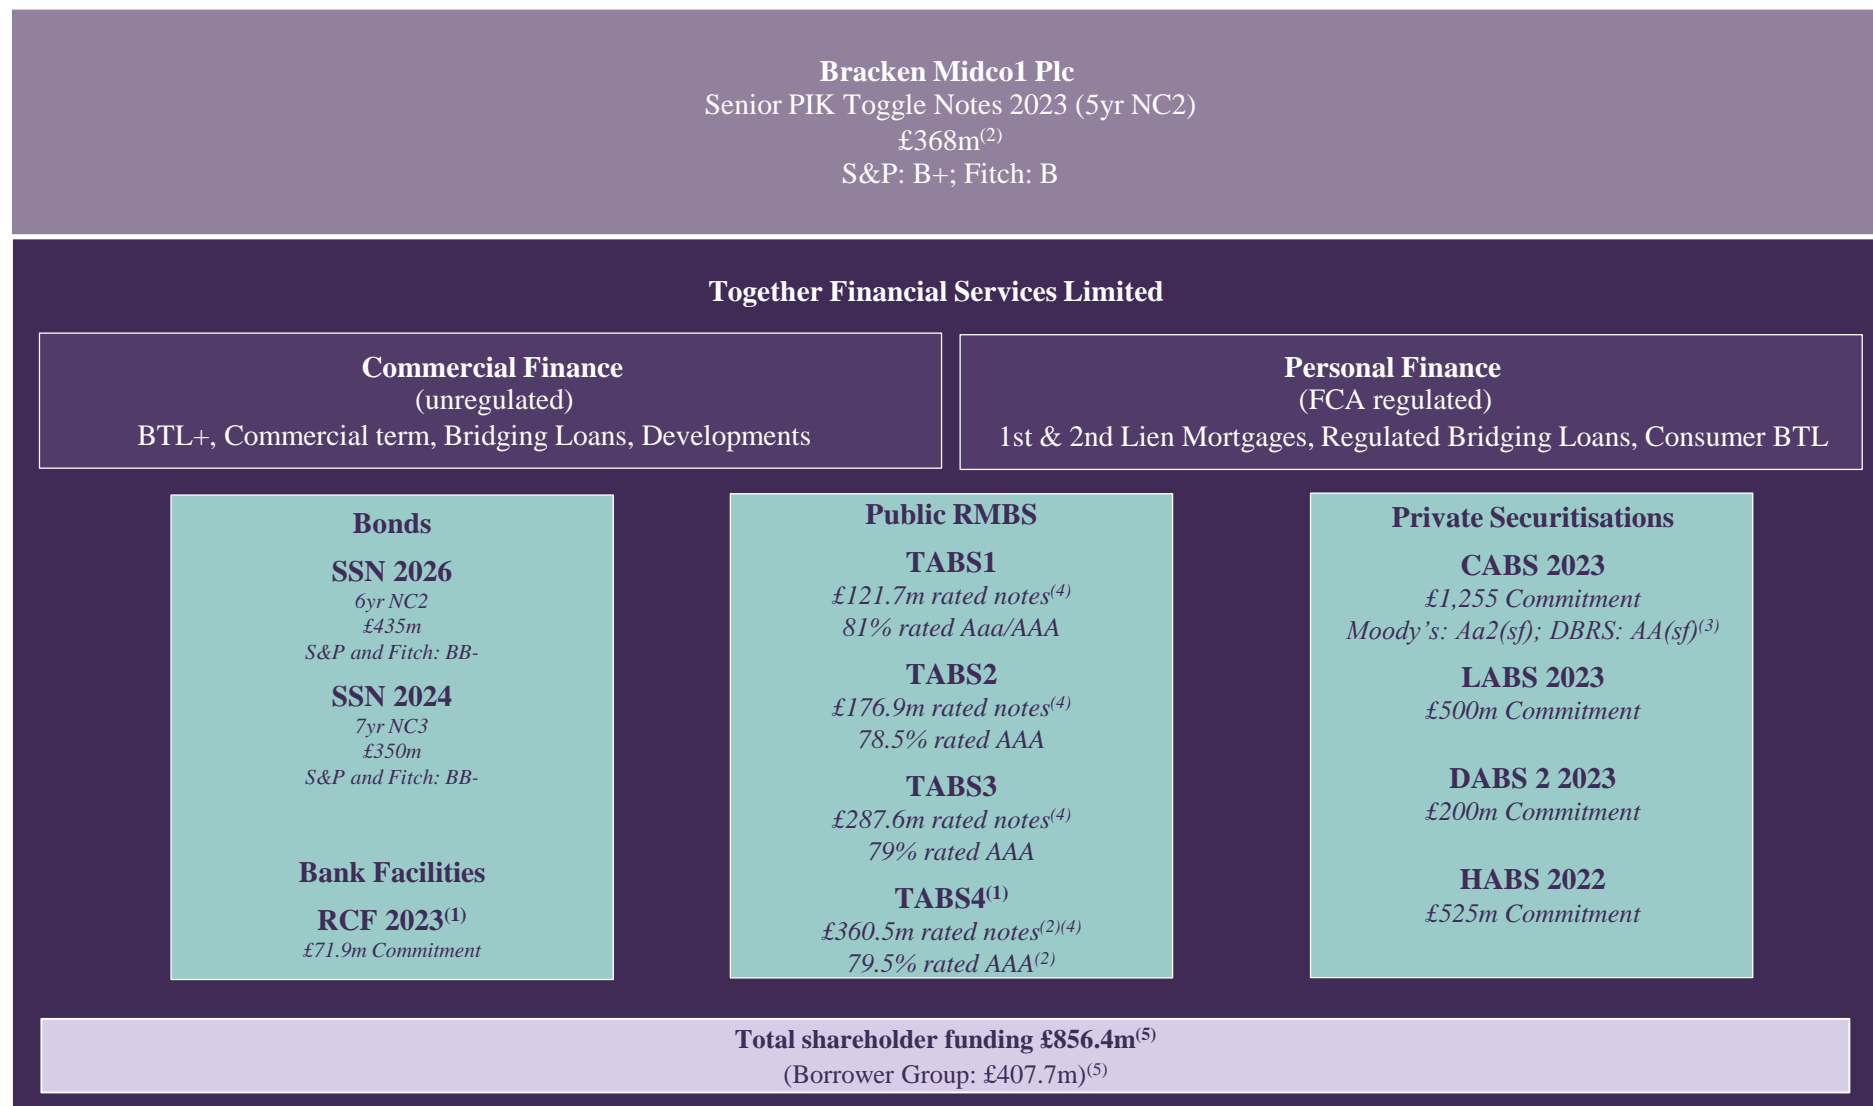 Bracken Midco1 Plc
Senior PIK Toggle Notes 2023 (5yr NC2)
£368m(2)
S&P: B+; Fitch: B
Together Financial Services Limited
Commercial Finance
(unregulated)
BTL+, Commercial term, Bridging Loans, Developments
Personal Finance
(FCA regulated)
1st & 2nd Lien Mortgages, Regulated Bridging Loans, Consumer BTL
Bonds
SSN 2026
6yr NC2
£435m
S&P and Fitch: BB-
SSN 2024
7yr NC3
£350m
S&P and Fitch: BB-
Bank Facilities
RCF 2023(1)
£71.9m Commitment
Public RMBS
TABS1
£121.7m rated notes(4)
81% rated Aaa/AAA
TABS2
£176.9m rated notes(4)
78.5% rated AAA
TABS3
£287.6m rated notes(4)
79% rated AAA
TABS4(1)
£360.5m rated notes(2)(4)
79.5% rated AAA(2)
Private Securitisations
CABS 2023
£1,255 Commitment
Moody’s: Aa2(sf); DBRS: AA(sf)(3)
LABS 2023
£500m Commitment
DABS 2 2023
£200m Commitment
HABS 2022
£525m Commitment
Total shareholder funding £856.4m(5)
(Borrower Group: £407.7m)(5)